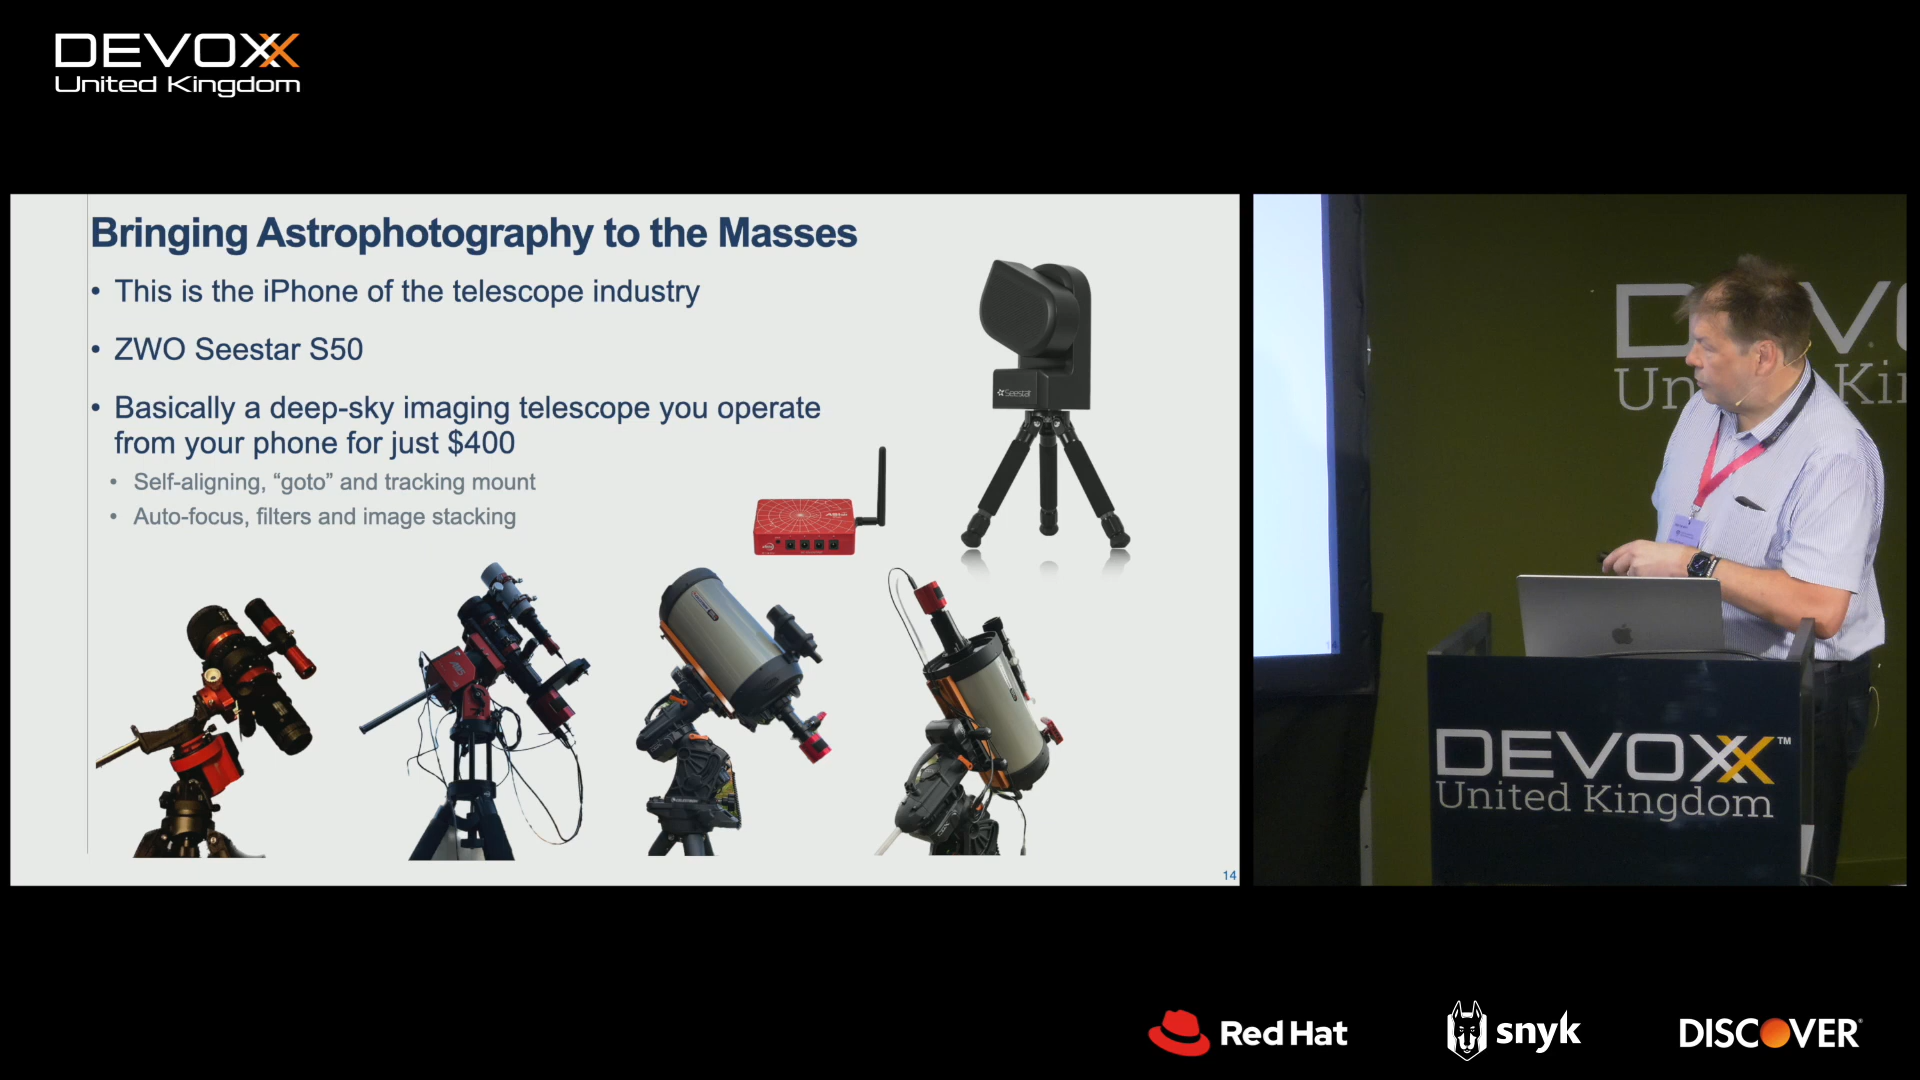 DEVOXX
United Kingdom
Bringing Astrophotography to the Masses
• This is the iPhone of the telescope industry
• ZWO Seestar S50
• Basically a deep-sky imaging telescope you operate
from your phone for just $400
• Self-aligning, “goto” and tracking mount
• Auto-focus, filters and image stacking
Seestar
14
DEVOXX™
United Kingdom
Red Hat
snyk
DISCOVER